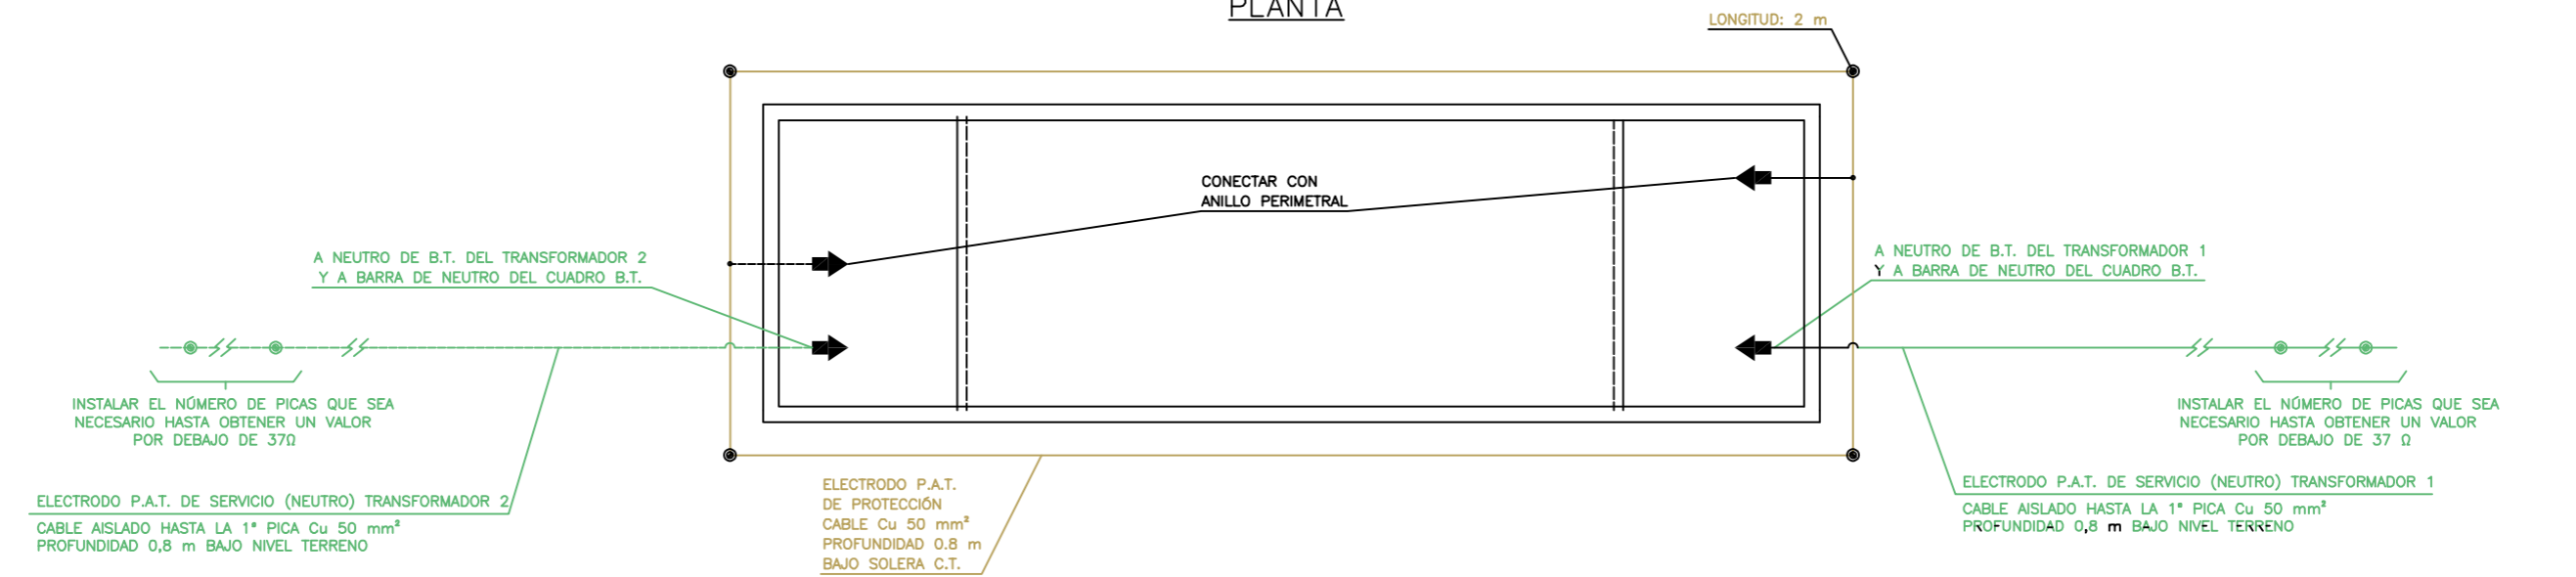 PLANTA
LONGITUD: 2 m
CONECTAR CON
ANILLO PERIMETRAL
A NEUTRO DE B.T. DEL TRANSFORMADOR 2
Y A BARRA DE NEUTRO DEL CUADRO B.T.
A NEUTRO DE B.T. DEL TRANSFORMADOR 1
Y A BARRA DE NEUTRO DEL CUADRO B.T.
INSTALAR EL NÚMERO DE PICAS QUE SEA
NECESARIO HASTA OBTENER UN VALOR
POR DEBAJO DE 37Ω
INSTALAR EL NÚMERO DE PICAS QUE SEA
NECESARIO HASTA OBTENER UN VALOR
POR DEBAJO DE 37 Ω
ELECTRODO P.A.T. DE SERVICIO (NEUTRO) TRANSFORMADOR 2
CABLE AISLADO HASTA LA 1ª PICA Cu 50 mm²
PROFUNDIDAD 0,8 m BAJO NIVEL TERRENO
ELECTRODO P.A.T.
DE PROTECCIÓN
CABLE Cu 50 mm²
PROFUNDIDAD 0.8 m
BAJO SOLERA C.T.
ELECTRODO P.A.T. DE SERVICIO (NEUTRO) TRANSFORMADOR 1
CABLE AISLADO HASTA LA 1ª PICA Cu 50 mm²
PROFUNDIDAD 0,8 m BAJO NIVEL TERRENO